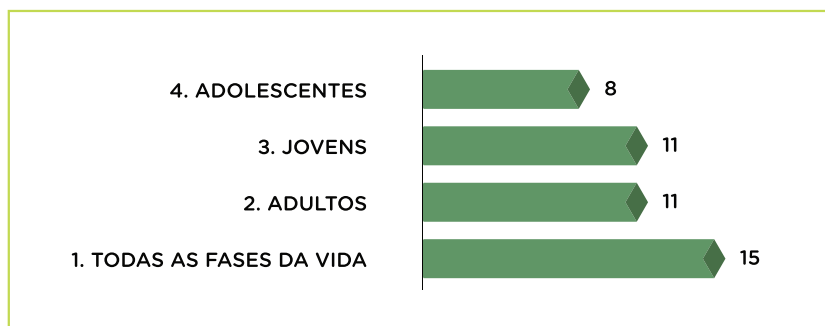 4. ADOLESCENTES 8
3. JOVENS 11
2. ADULTOS 11
1. TODAS AS FASES DA VIDA 15